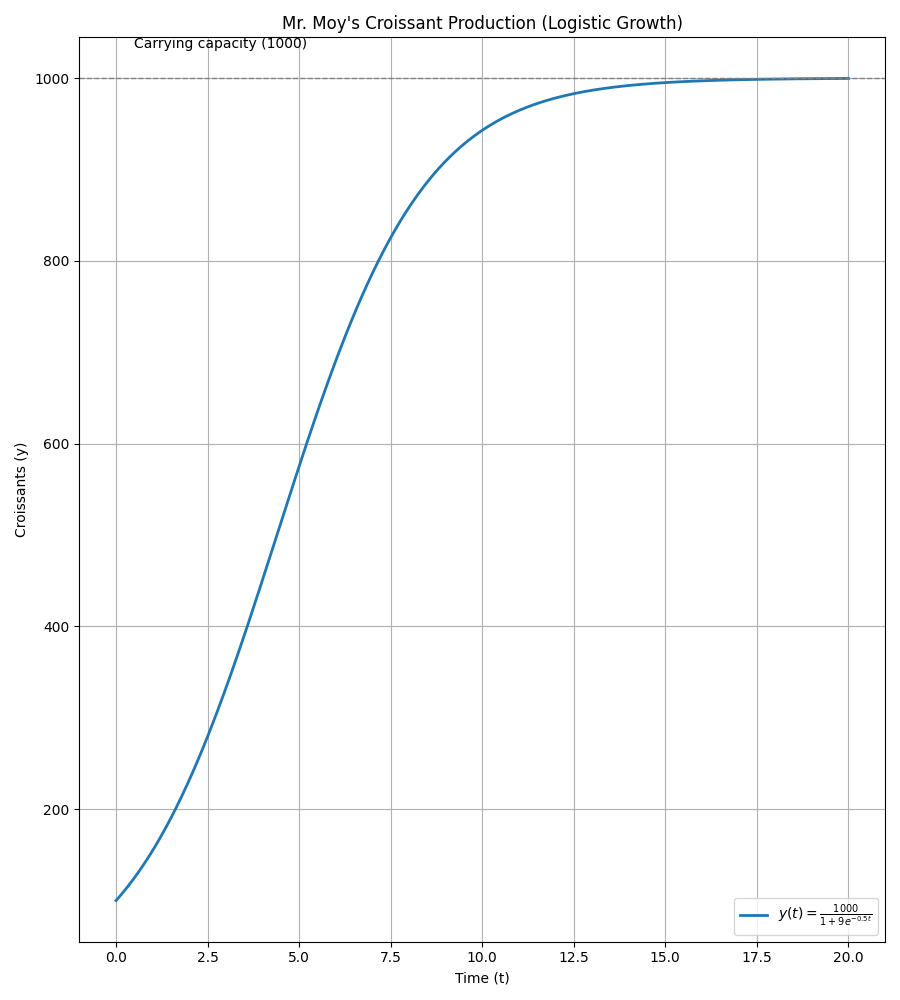 Mr. Moy's Croissant Production (Logistic Growth)
Carrying capacity (1000)
1000
800
600
400
200
Croissants (y)
0.0 2.5 5.0 7.5 10.0 12.5 15.0 17.5 20.0
Time (t)
y(t) = 1000 / (1 + 9e^{-0.5t})